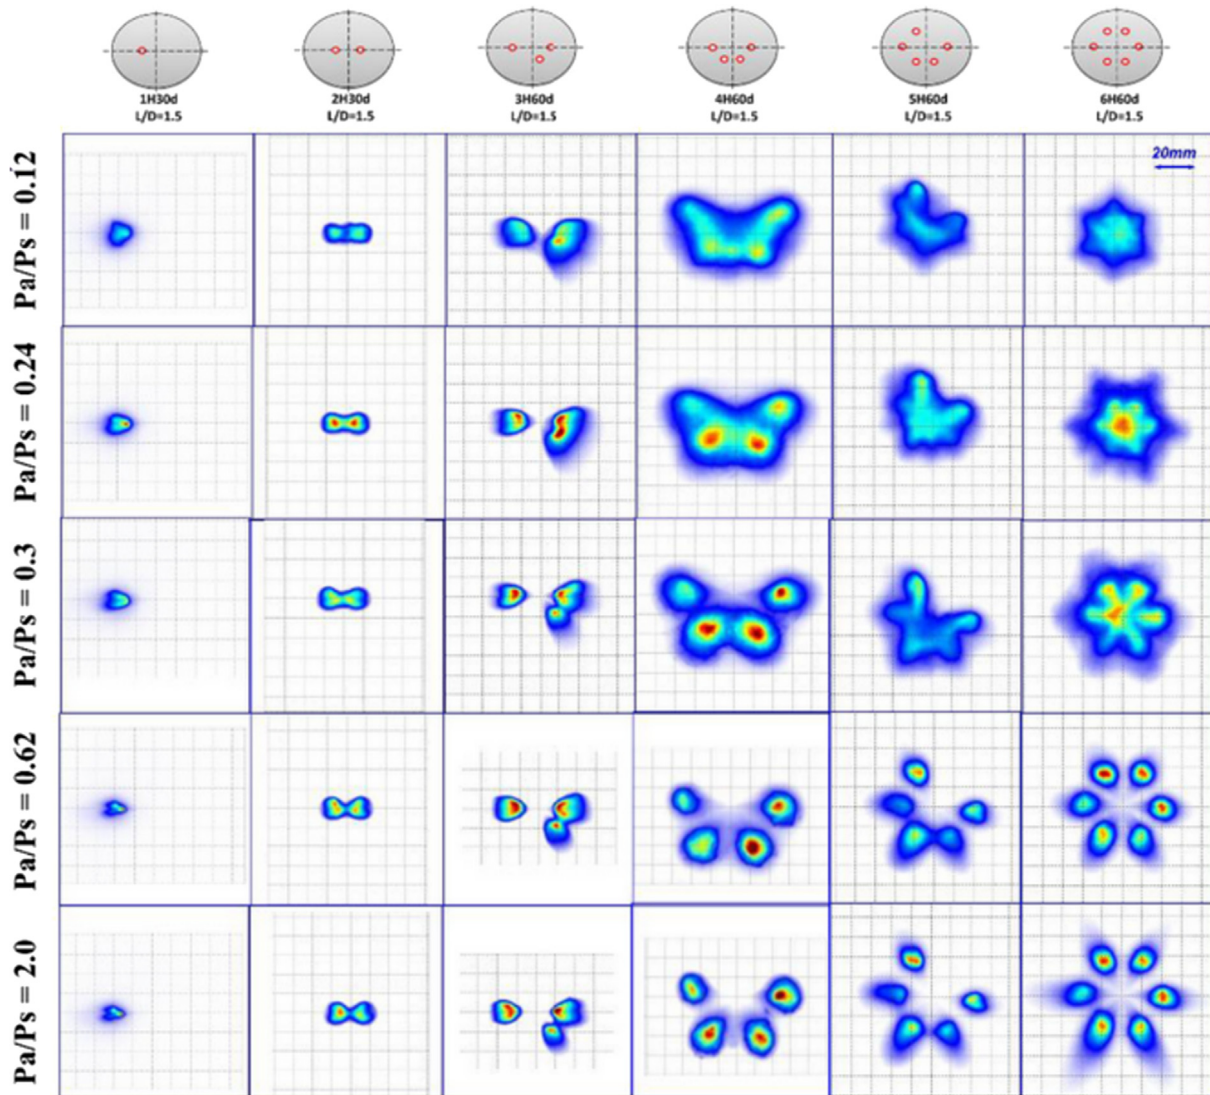 1H30d
L/D=1.5
2H30d
L/D=1.5
3H60d
L/D=1.5
4H60d
L/D=1.5
5H60d
L/D=1.5
6H60d
L/D=1.5
Pa/Ps = 0.12
20mm
Pa/Ps = 0.24
Pa/Ps = 0.3
Pa/Ps = 0.62
Pa/Ps = 2.0